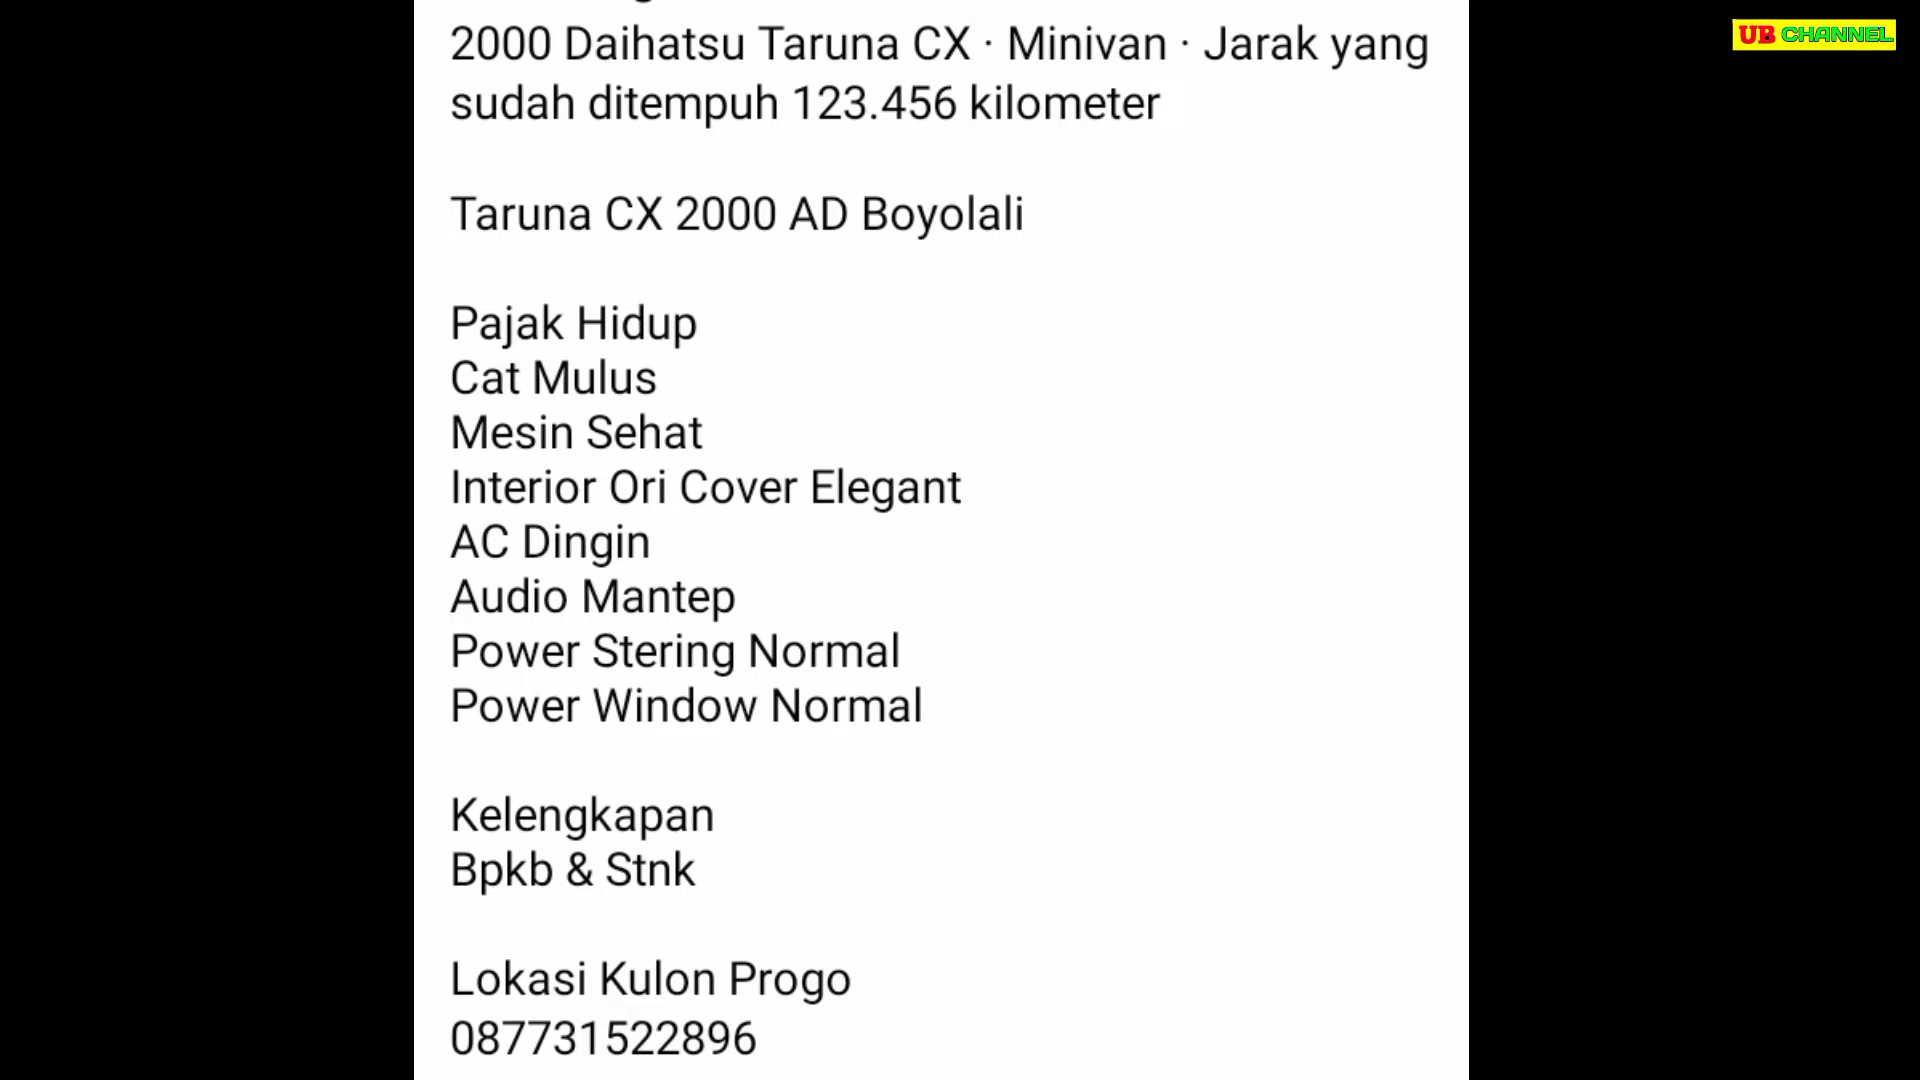 2000 Daihatsu Taruna CX · Minivan · Jarak yang
sudah ditempuh 123.456 kilometer
Taruna CX 2000 AD Boyolali
Pajak Hidup
Cat Mulus
Mesin Sehat
Interior Ori Cover Elegant
AC Dingin
Audio Mantep
Power Stering Normal
Power Window Normal
Kelengkapan
Bpkb & Stnk
Lokasi Kulon Progo
087731522896
UB CHANNEL